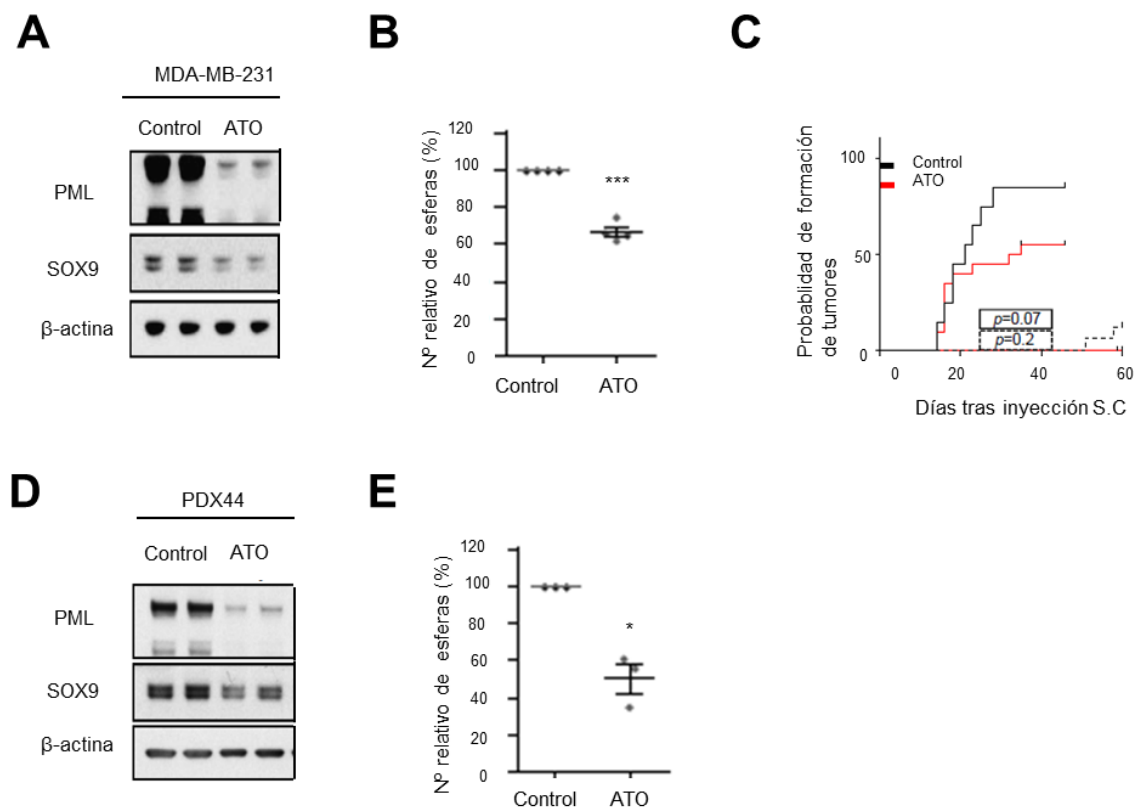 A
MDA-MB-231
Control ATO
PML
SOX9
β-actina
B
Nº relativo de esferas (%)
120
100
80
60
40
20
0
***
Control ATO
C
Probablidad de formación
de tumores
100
50
0
Control
ATO
p=0.07
p=0.2
0 20 40 60
Días tras inyección S.C
D
PDX44
Control ATO
PML
SOX9
β-actina
E
Nº relativo de esferas (%)
120
100
80
60
40
20
0
*
Control ATO